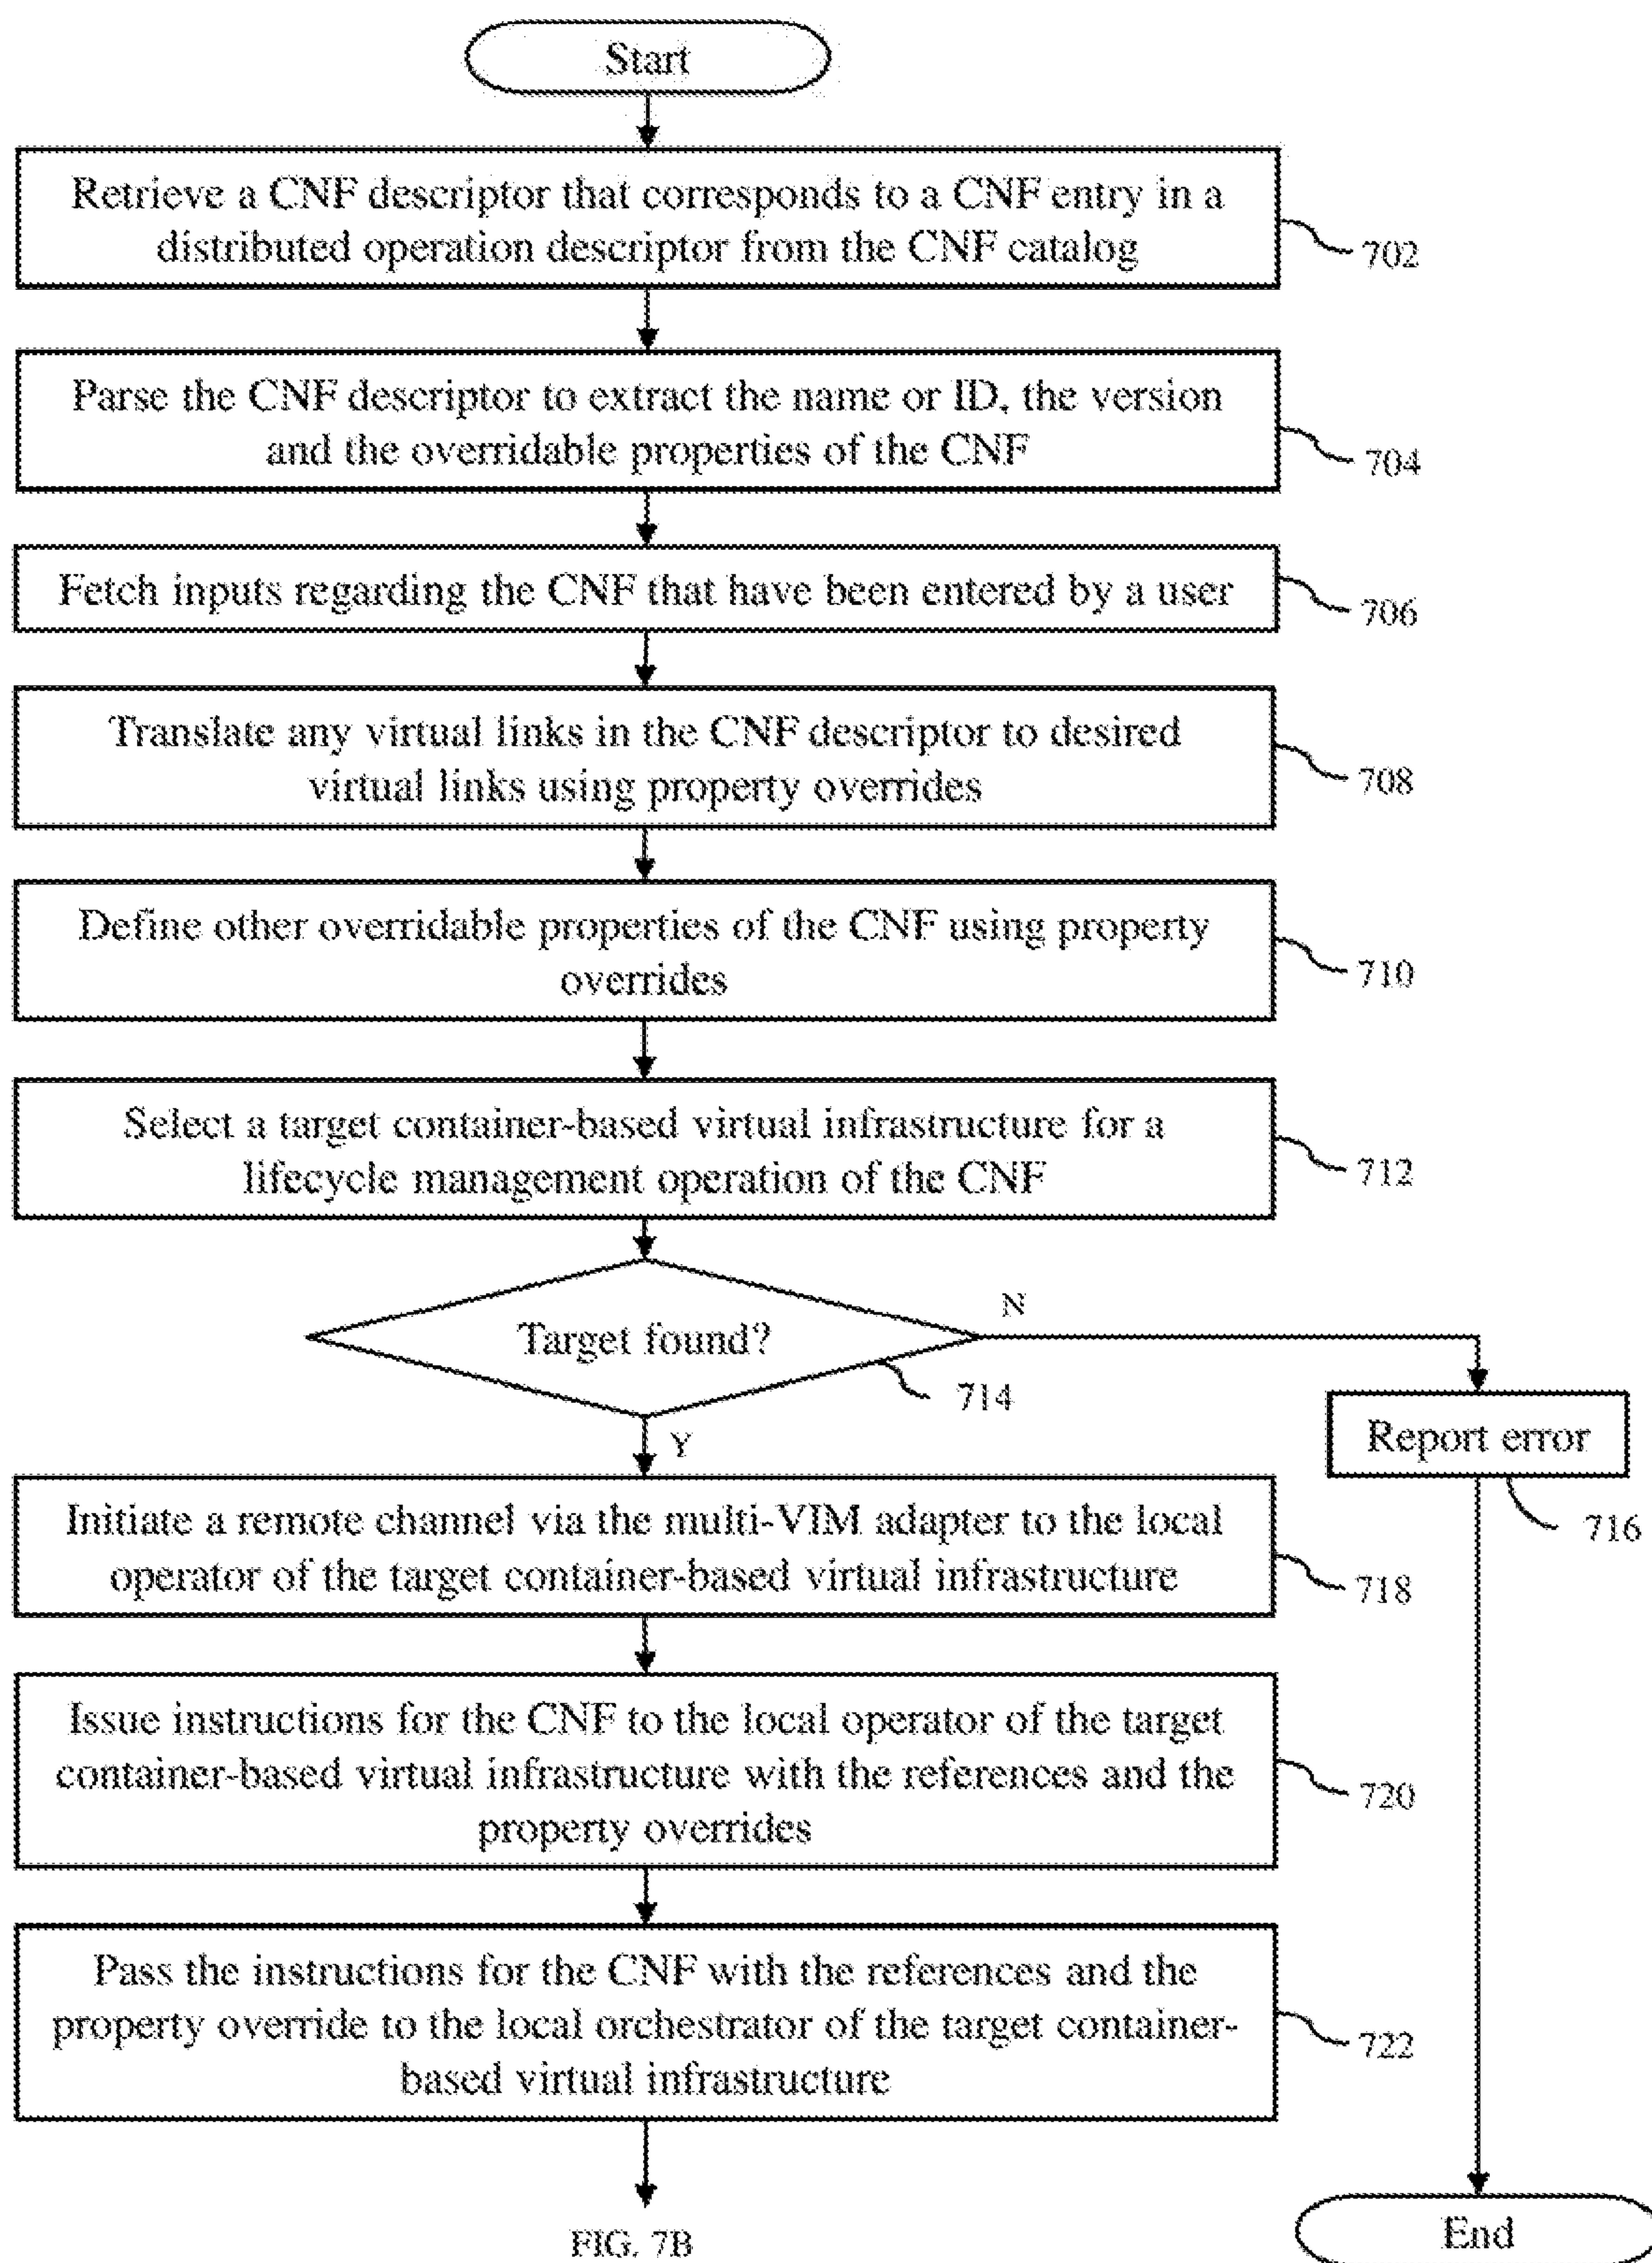 Start
Retrieve a CNF descriptor that corresponds to a CNF entry in a
distributed operation descriptor from the CNF catalog
702
Parse the CNF descriptor to extract the name or ID, the version
and the overridable properties of the CNF
704
Fetch inputs regarding the CNF that have been entered by a user
706
Translate any virtual links in the CNF descriptor to desired
virtual links using property overrides
708
Define other overridable properties of the CNF using property
overrides
710
Select a target container-based virtual infrastructure for a
lifecycle management operation of the CNF
712
Target found?
N
714
Y
Report error
716
Initiate a remote channel via the multi-VIM adapter to the local
operator of the target container-based virtual infrastructure
718
Issue instructions for the CNF to the local operator of the target
container-based virtual infrastructure with the references and the
property overrides
720
Pass the instructions for the CNF with the references and the
property override to the local orchestrator of the target container-
based virtual infrastructure
722
FIG. 7B
End